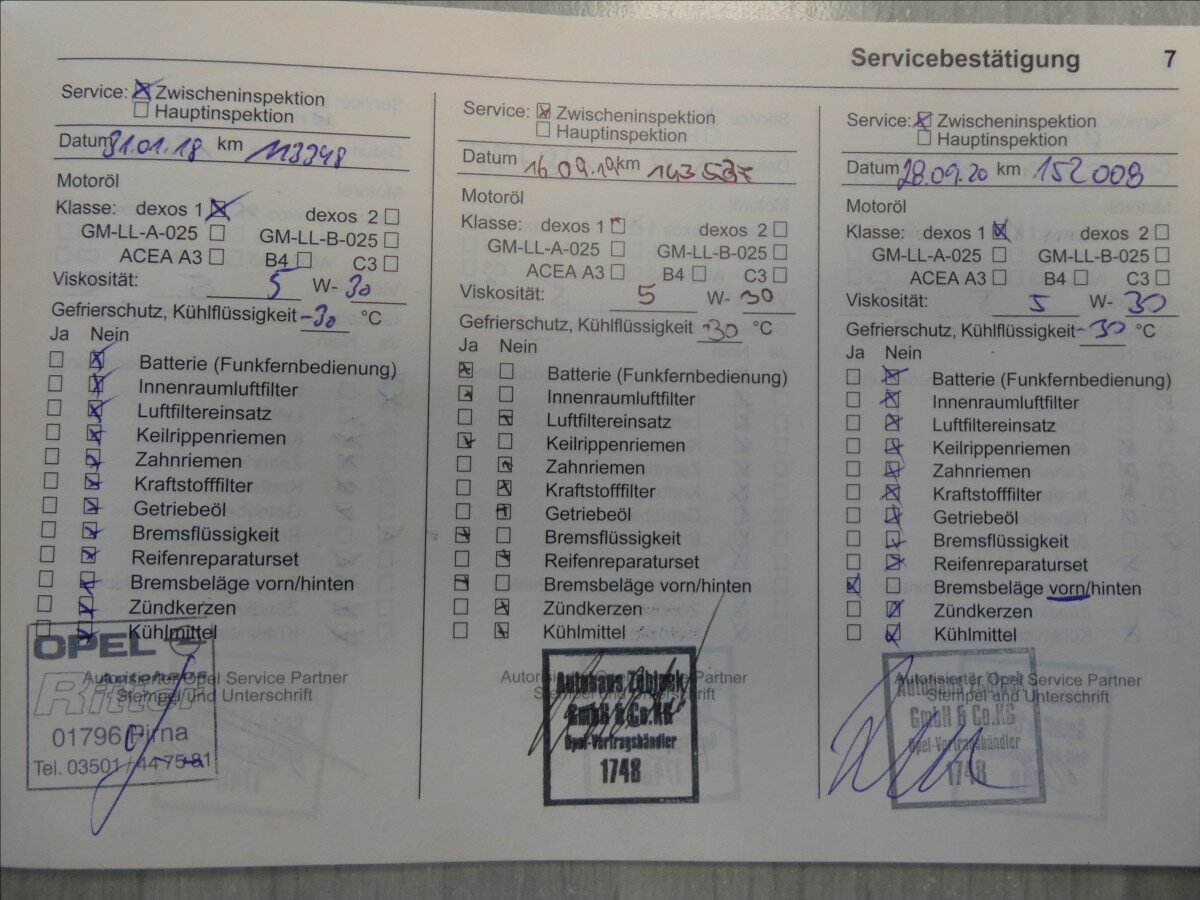 Servicebestätigung 7
Service: Zwischeninspektion
Hauptinspektion
Datum 31.01.18 km 113348
Motoröl
Klasse: dexos 1 dexos 2
GM-LL-A-025 GM-LL-B-025
ACEA A3 B4 C3
Viskosität: 5 W- 30
Gefrierschutz, Kühlflüssigkeit -30 °C
Ja Nein
Batterie (Funkfernbedienung)
Innenraumluftfilter
Luftfiltereinsatz
Keilrippenriemen
Zahnriemen
Kraftstofffilter
Getriebeöl
Bremsflüssigkeit
Reifenreparaturset
Bremsbeläge vorn/hinten
Zündkerzen
Kühlmittel
Autorisierter Opel Service Partner
Stempel und Unterschrift
OPEL
Autohaus
Ritter
01796 Pirna
Tel. 03501 / 44-75-81
Service: Zwischeninspektion
Hauptinspektion
Datum 16 09.19 km
Motoröl
Klasse: dexos 1 dexos 2
GM-LL-A-025 GM-LL-B-025
ACEA A3 B4 C3
Viskosität: 5 W- 30
Gefrierschutz, Kühlflüssigkeit -30 °C
Ja Nein
Batterie (Funkfernbedienung)
Innenraumluftfilter
Luftfiltereinsatz
Keilrippenriemen
Zahnriemen
Kraftstofffilter
Getriebeöl
Bremsflüssigkeit
Reifenreparaturset
Bremsbeläge vorn/hinten
Zündkerzen
Kühlmittel
Autorisierter Opel Service Partner
Stempel und Unterschrift
Autohaus
GmbH & Co.KG
Opel-Vertragshändler
1748
Service: Zwischeninspektion
Hauptinspektion
Datum 28.09.20 km 152008
Motoröl
Klasse: dexos 1 dexos 2
GM-LL-A-025 GM-LL-B-025
ACEA A3 B4 C3
Viskosität: 5 W- 30
Gefrierschutz, Kühlflüssigkeit -30 °C
Ja Nein
Batterie (Funkfernbedienung)
Innenraumluftfilter
Luftfiltereinsatz
Keilrippenriemen
Zahnriemen
Kraftstofffilter
Getriebeöl
Bremsflüssigkeit
Reifenreparaturset
Bremsbeläge vorn/hinten
Zündkerzen
Kühlmittel
Autorisierter Opel Service Partner
Stempel und Unterschrift
Autohaus
GmbH & Co.KG
Opel-Vertragshändler
1748